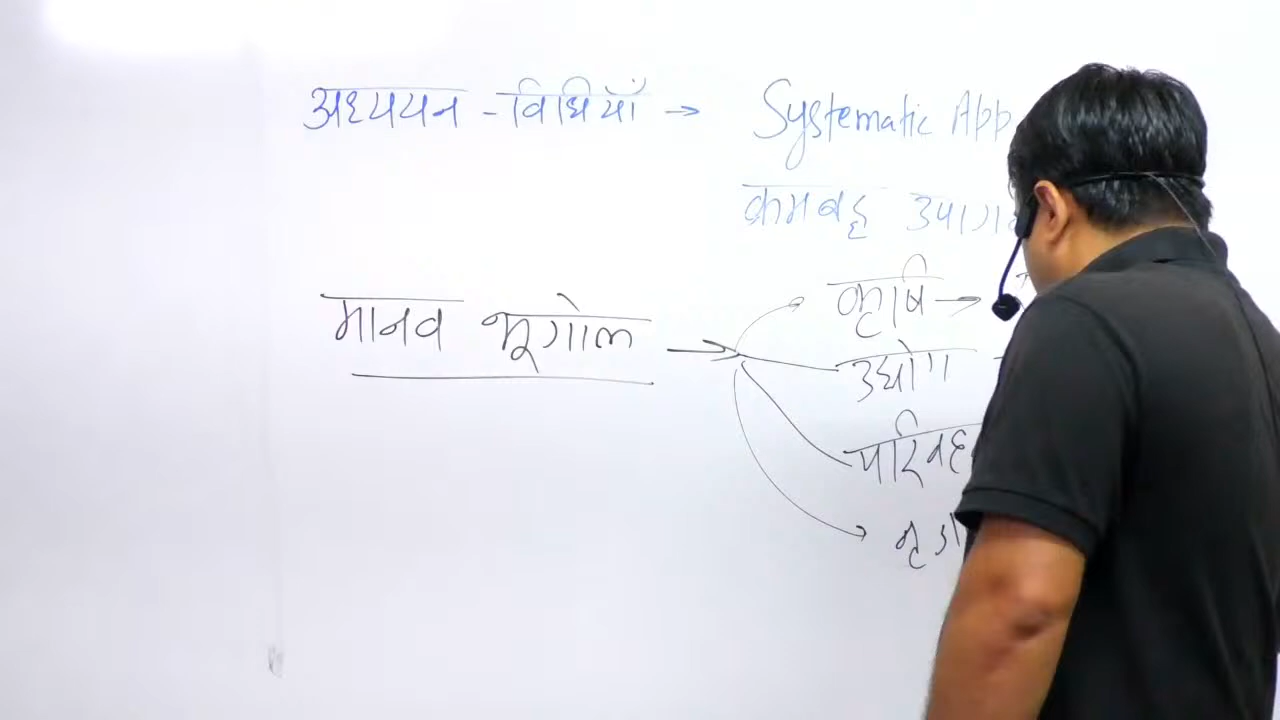 अध्ययन - विधियाँ → Systematic App
क्रमबद्ध उपाग
मानव भूगोल →
कृषि →
उद्योग
परिवह